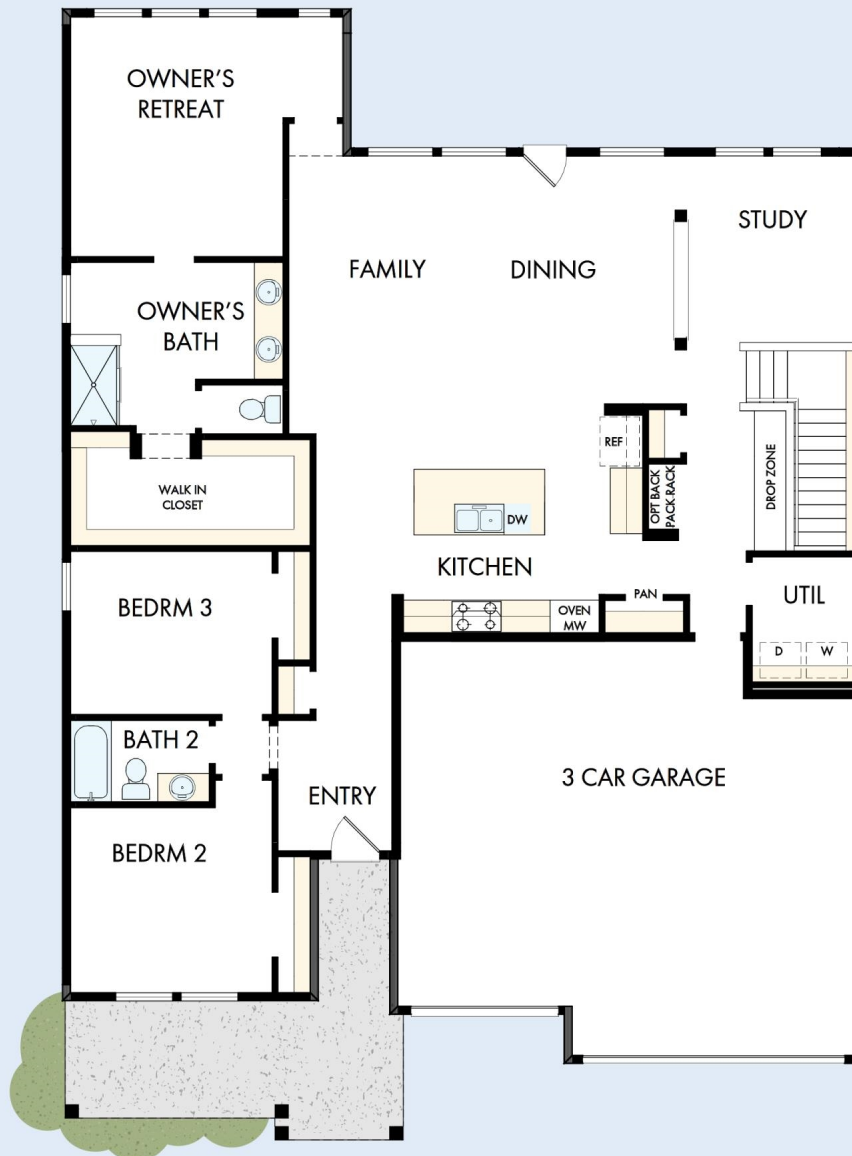 OWNER'S
RETREAT
STUDY
FAMILY
DINING
OWNER'S
BATH
REF
WALK IN
CLOSET
OPT BACK
PACK RACK
DROP ZONE
DW
KITCHEN
BEDRM 3
PAN
UTIL
OVEN
MW
D
W
BATH 2
3 CAR GARAGE
ENTRY
BEDRM 2